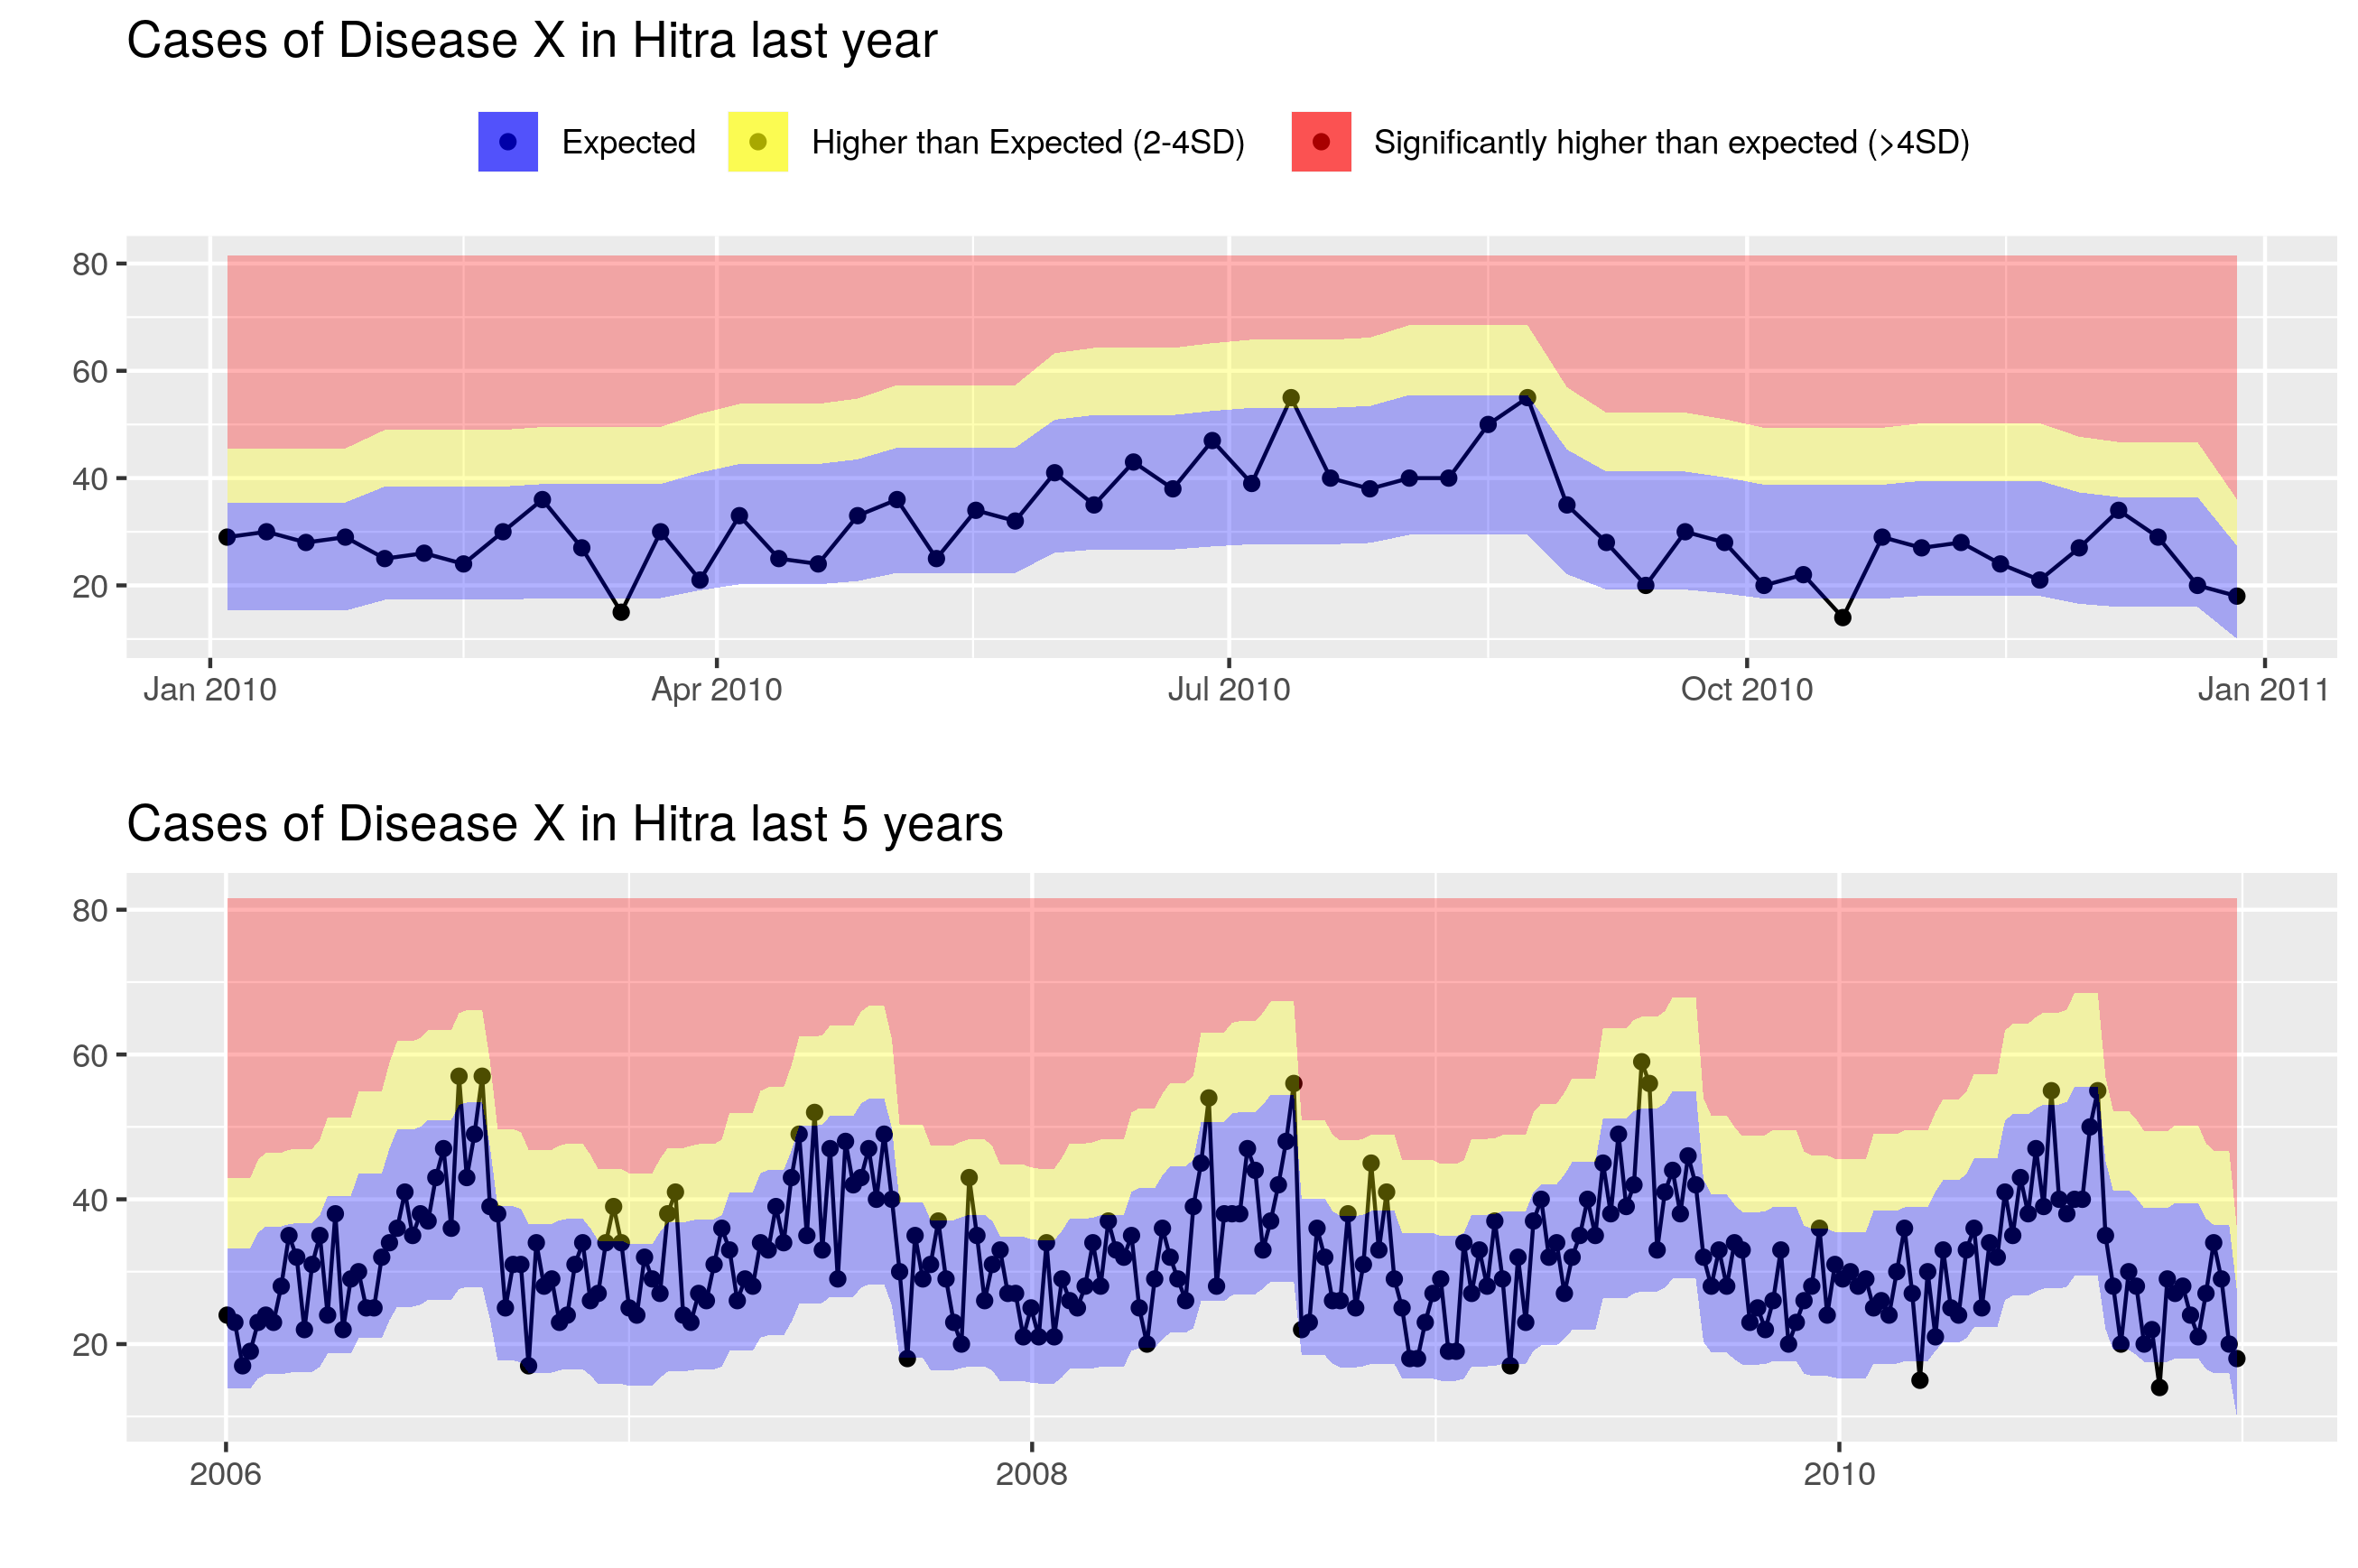 Cases of Disease X in Hitra last year
Expected Higher than Expected (2-4SD) Significantly higher than expected (>4SD)
80
60
40
20
Jan 2010 Apr 2010 Jul 2010 Oct 2010 Jan 2011
Cases of Disease X in Hitra last 5 years
80
60
40
20
2006 2008 2010